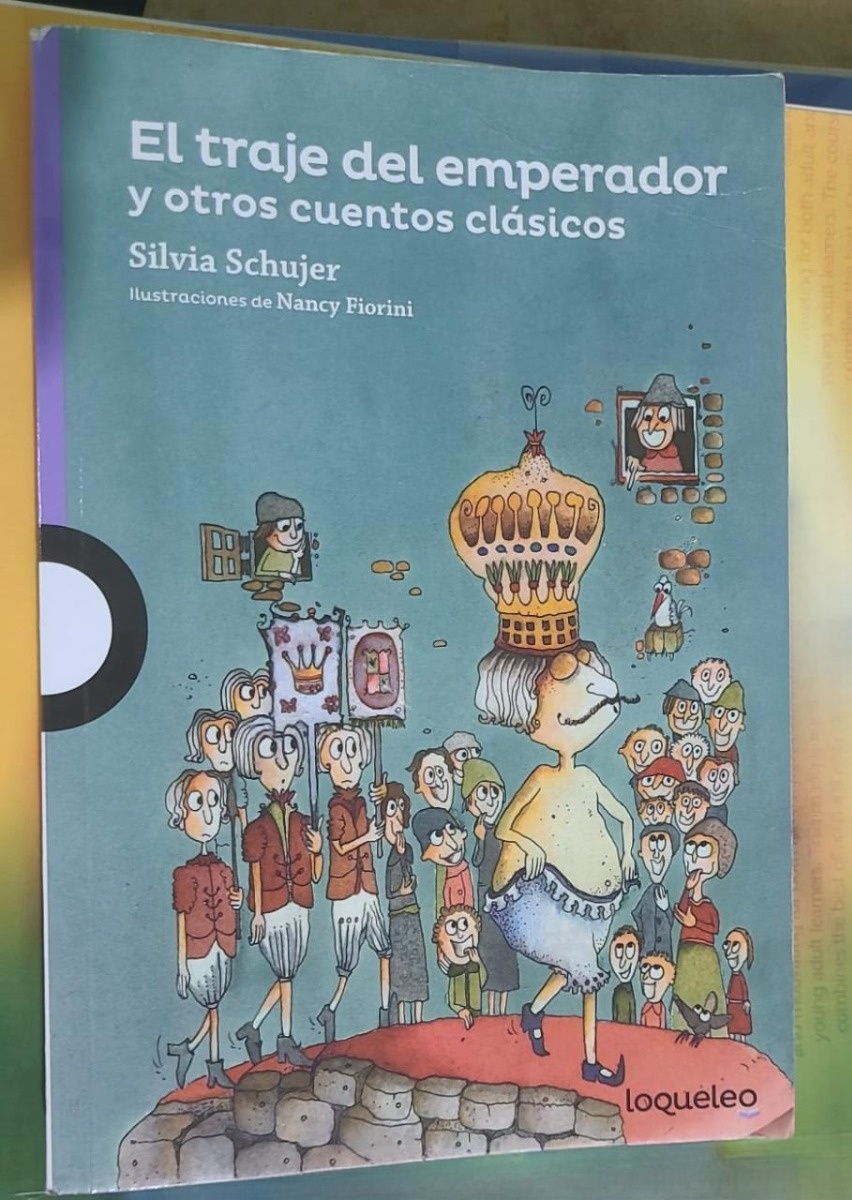 El traje del emperador
y otros cuentos clásicos
Silvia Schujer
Ilustraciones de Nancy Fiorini
loqueleo